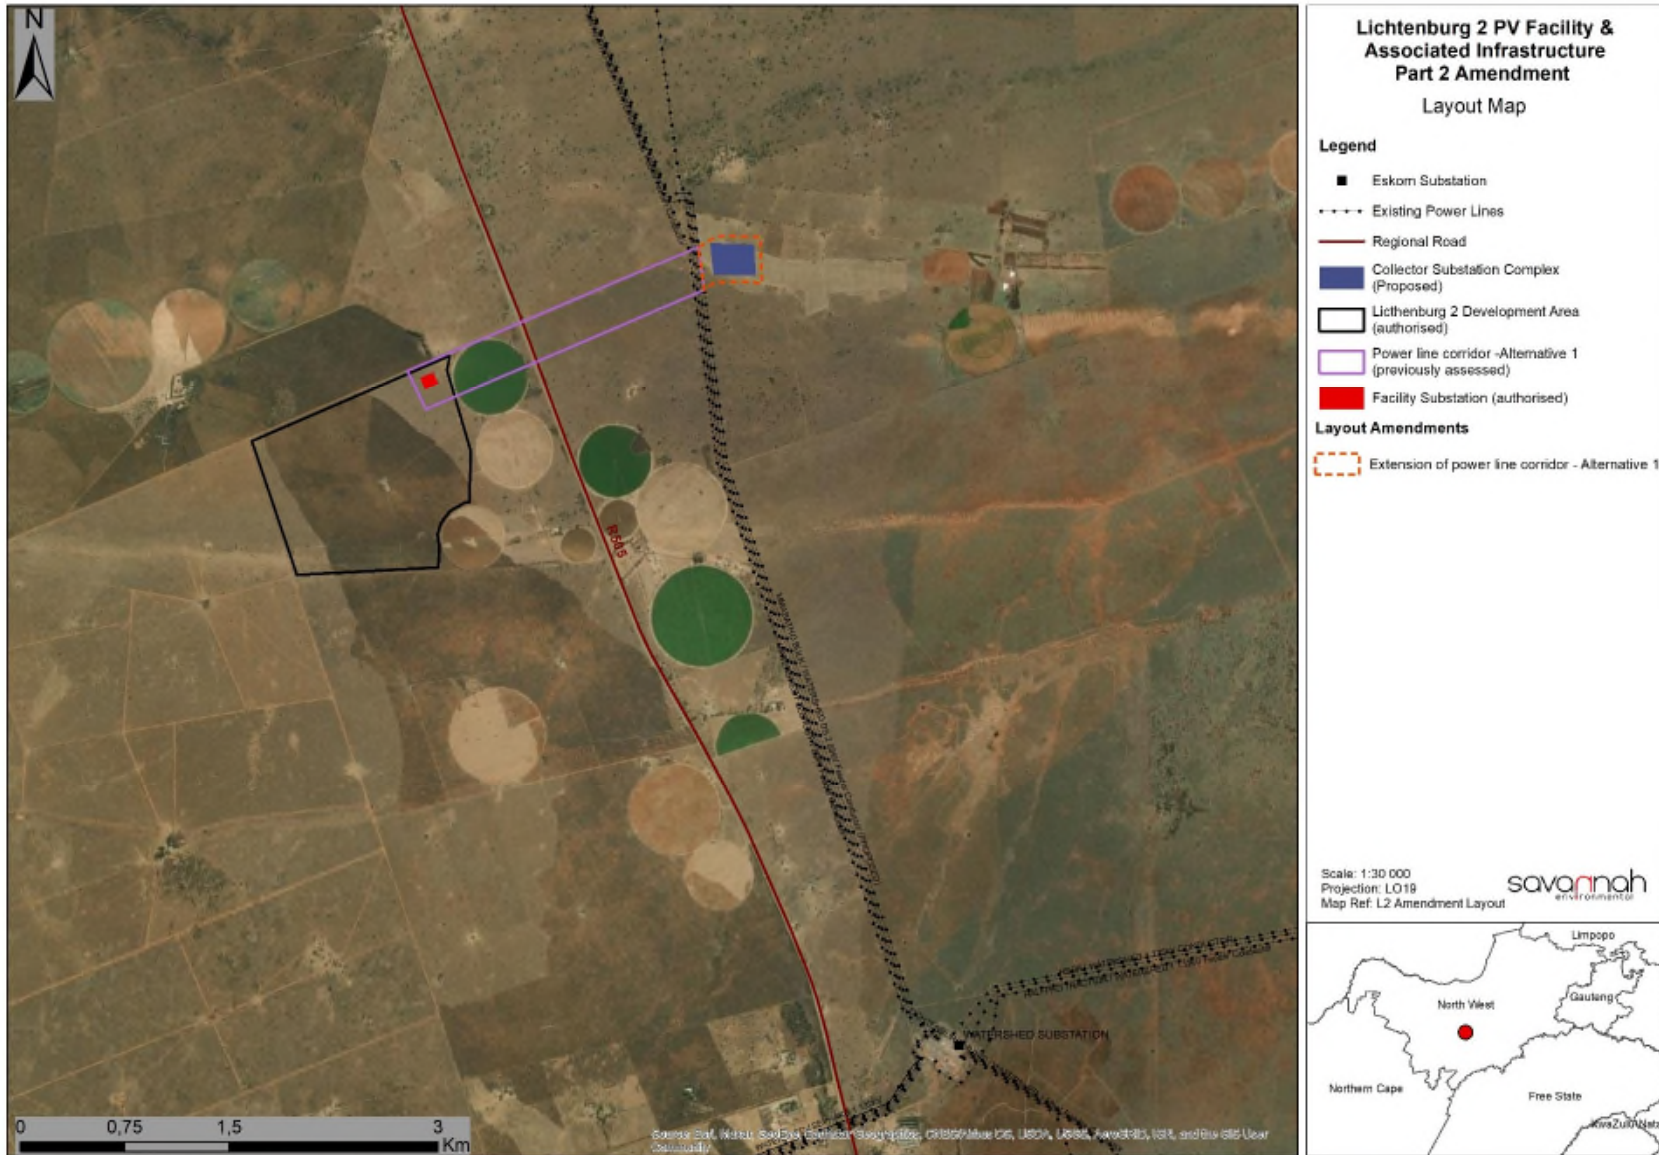 N
Lichtenburg 2 PV Facility &
Associated Infrastructure
Part 2 Amendment
Layout Map
Legend
Eskom Substation
Existing Power Lines
Regional Road
Collector Substation Complex
(Proposed)
Licthenburg 2 Development Area
(authorised)
Power line corridor -Alternative 1
(previously assessed)
Facility Substation (authorised)
Layout Amendments
Extension of power line corridor - Alternative 1
Scale: 1:30 000
Projection: LO19
Map Ref: L2 Amendment Layout
savannah
environmental
Limpopo
North West
Gauteng
Northern Cape
Free State
WATERSHED SUBSTATION
0 0,75 1,5 3
Km